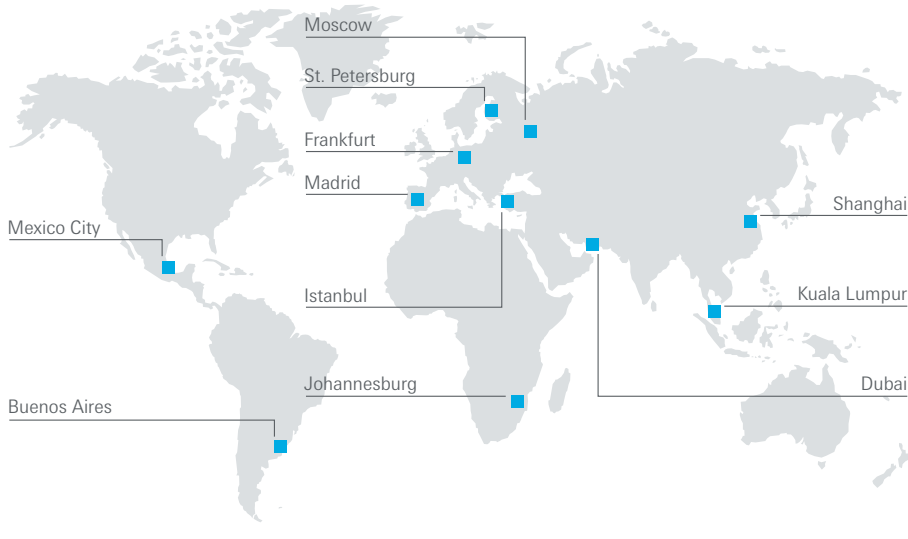 Moscow
St. Petersburg
Frankfurt
Madrid
Shanghai
Mexico City
Istanbul
Kuala Lumpur
Johannesburg
Dubai
Buenos Aires